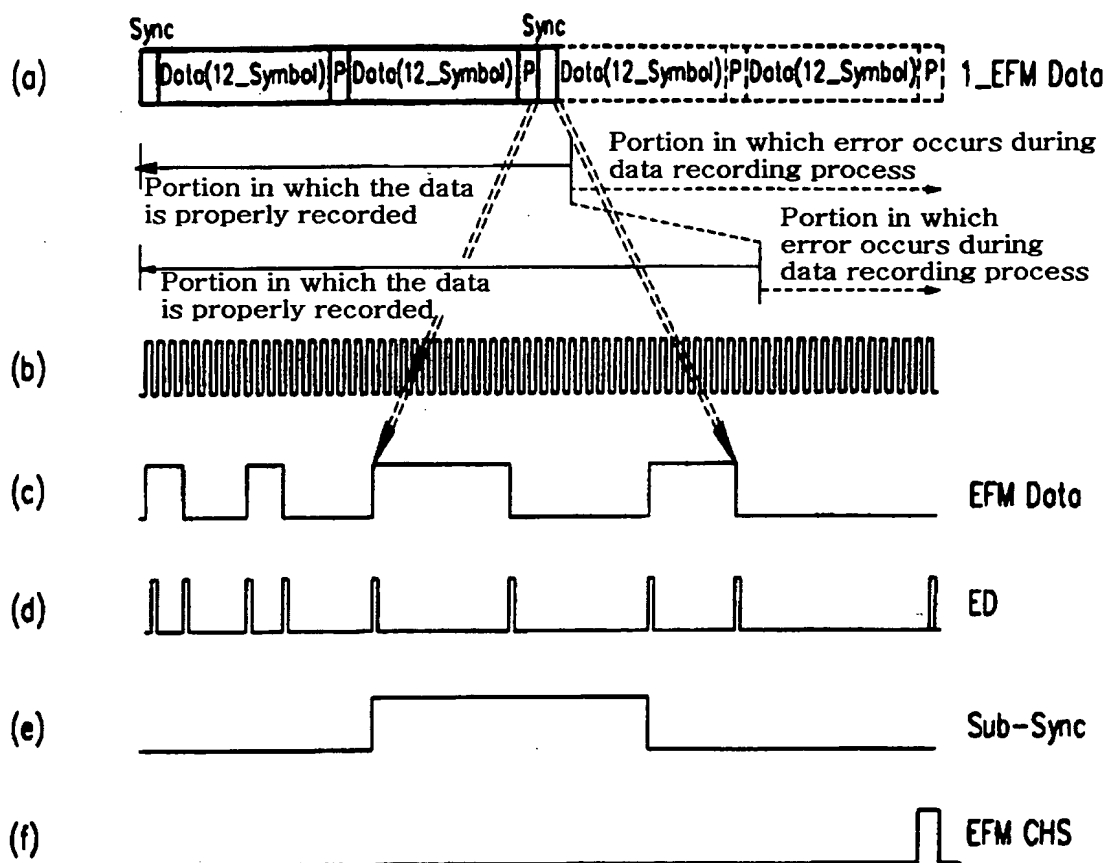 Sync Sync
(a) Data(12_Symbol) P Data(12_Symbol) P Data(12_Symbol) P Data(12_Symbol) P 1_EFM Data
Portion in which error occurs during
data recording process
Portion in which the data
is properly recorded
Portion in which
error occurs during
data recording process
Portion in which the data
is properly recorded
(b)
(c) EFM Data
(d) ED
(e) Sub-Sync
(f) EFM CHS